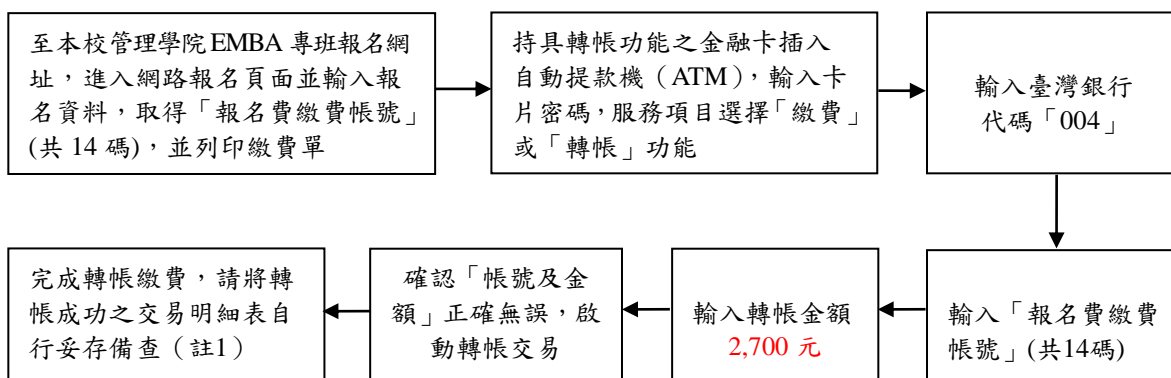 至本校管理學院EMBA 專班報名網
址，進入網路報名頁面並輸入報
名資料，取得「報名費繳費帳號」
(共 14 碼)，並列印繳費單
持具轉帳功能之金融卡插入
自動提款機（ATM），輸入卡
片密碼，服務項目選擇「繳費」
或「轉帳」功能
輸入臺灣銀行
代碼「004」
輸入「報名費繳費
帳號」(共14碼)
輸入轉帳金額
2,700 元
確認「帳號及金
額」正確無誤，啟
動轉帳交易
完成轉帳繳費，請將轉
帳成功之交易明細表自
行妥存備查（註1）